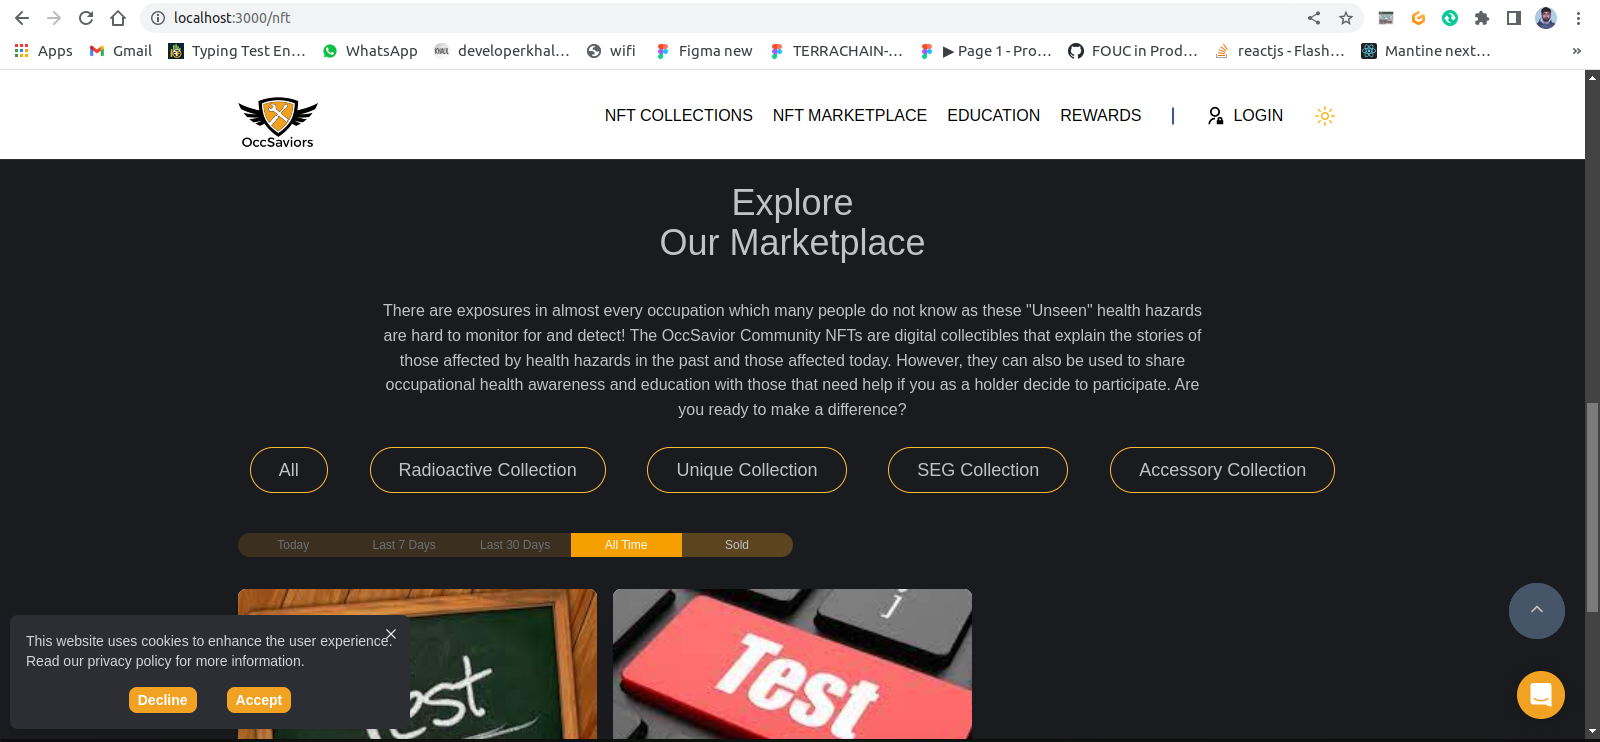 localhost:3000/nft
Apps
Gmail
Typing Test En...
WhatsApp
developerkhal...
wifi
Figma new
TERRACHAIN-...
▶ Page 1 - Pro...
FOUC in Prod...
reactjs - Flash...
Mantine next...
»
OccSaviors
NFT COLLECTIONS
NFT MARKETPLACE
EDUCATION
REWARDS
|
LOGIN
Explore
Our Marketplace
There are exposures in almost every occupation which many people do not know as these "Unseen" health hazards
are hard to monitor for and detect! The OccSavior Community NFTs are digital collectibles that explain the stories of
those affected by health hazards in the past and those affected today. However, they can also be used to share
occupational health awareness and education with those that need help if you as a holder decide to participate. Are
you ready to make a difference?
All
Radioactive Collection
Unique Collection
SEG Collection
Accessory Collection
Today
Last 7 Days
Last 30 Days
All Time
Sold
]
Test
This website uses cookies to enhance the user experience.
Read our privacy policy for more information.
Decline
Accept